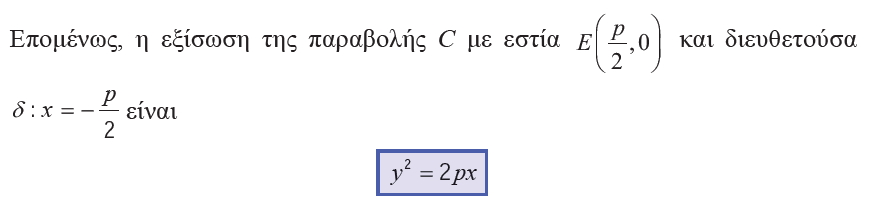 Επομένως, η εξίσωση της παραβολής C με εστία E(p/2, 0) και διευθετούσα
δ : x = −p/2 είναι
y² = 2px